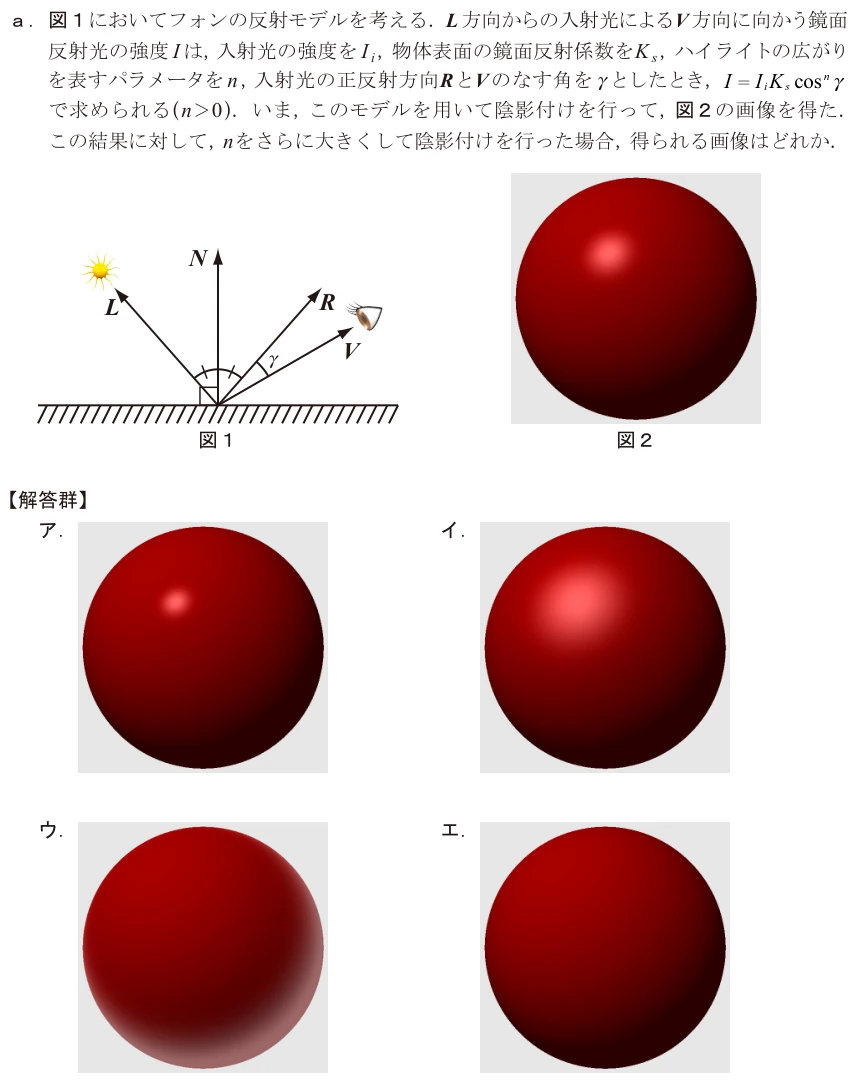 a. 図1においてフォンの反射モデルを考える．L方向からの入射光によるV方向に向かう鏡面
反射光の強度Iは，入射光の強度をIi，物体表面の鏡面反射係数をKs，ハイライトの広がり
を表すパラメータをn，入射光の正反射方向RとVのなす角をγとしたとき，I＝IiKs cosⁿγ
で求められる(n>0)．いま，このモデルを用いて陰影付けを行って，図2の画像を得た．
この結果に対して，nをさらに大きくして陰影付けを行った場合，得られる画像はどれか．
N
L
R
γ
V
図1
図2
【解答群】
ア．
イ．
ウ．
エ．